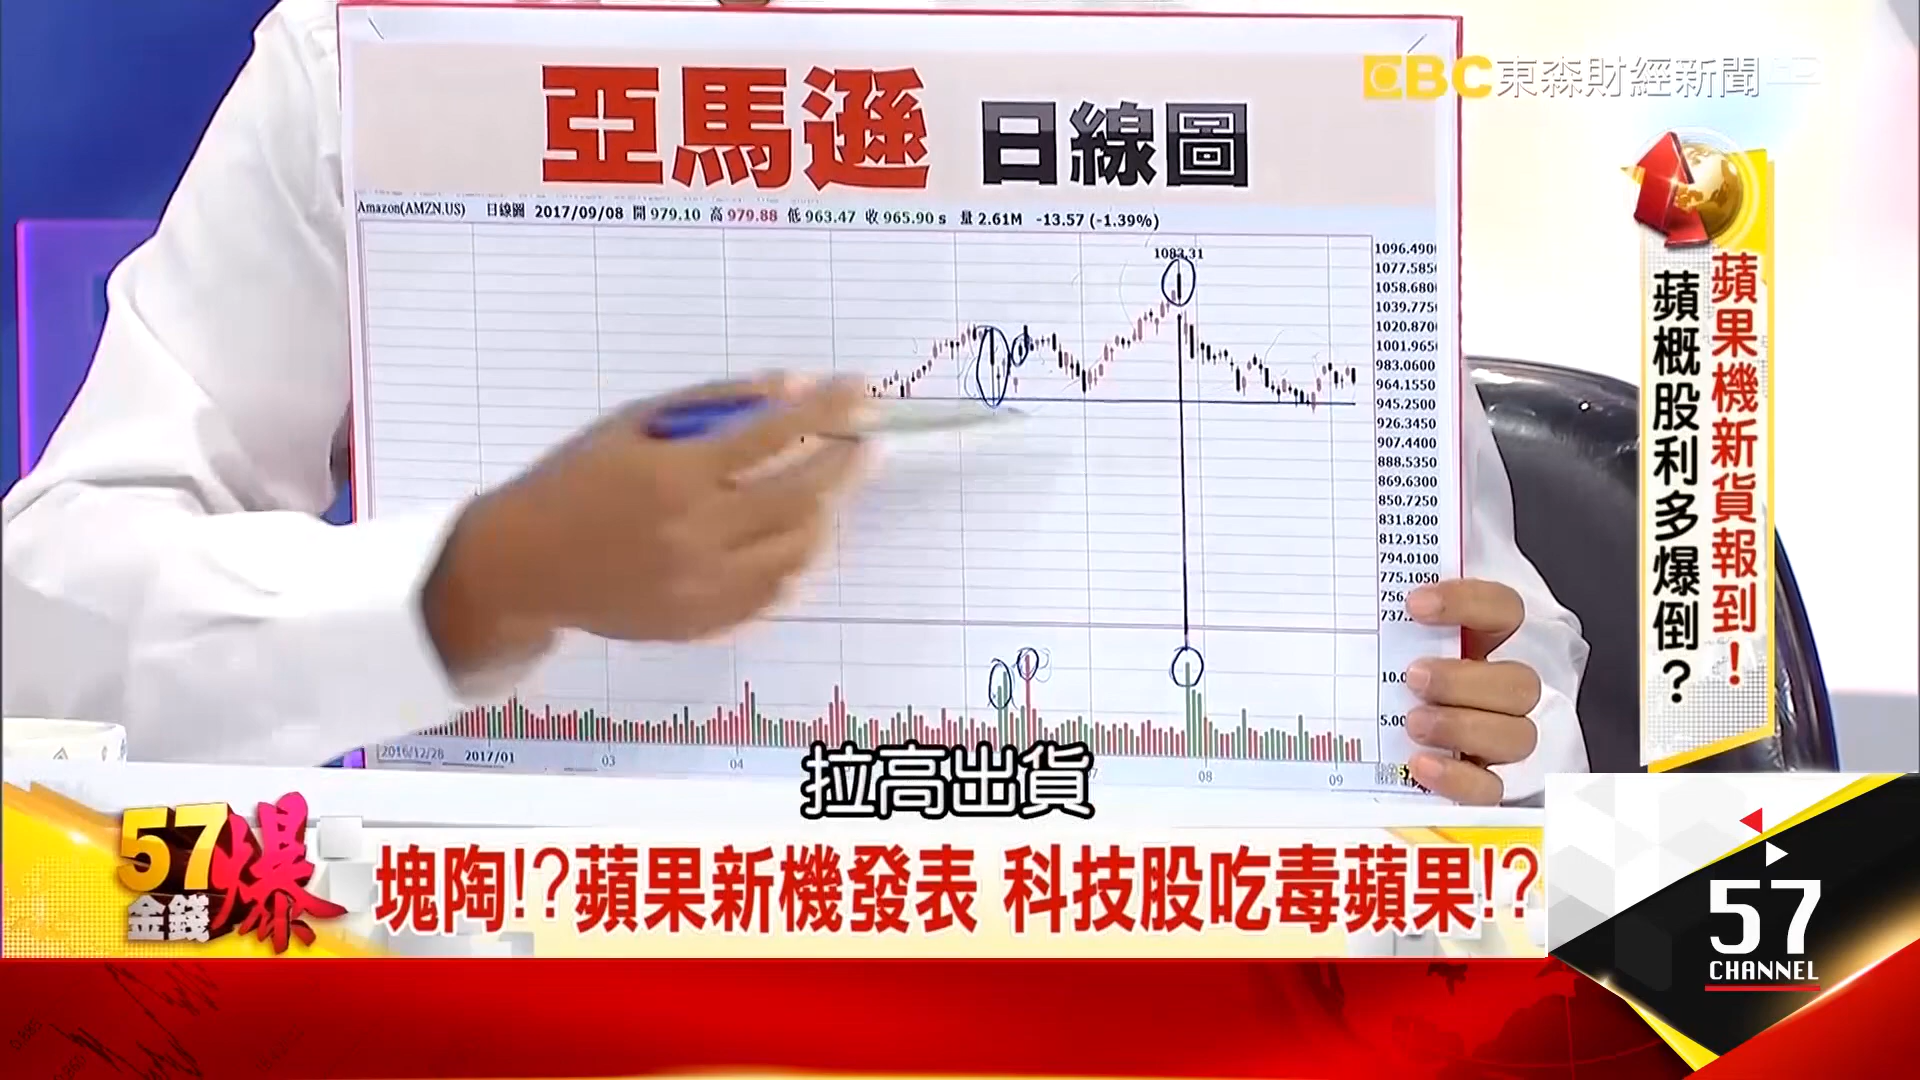 EBC東森財經新聞
亞馬遜 日線圖
Amazon(AMZN.US) 日線圖 2017/09/08 開 979.10 高 979.88 低 963.47 收 965.90 s 量 2.61M -13.57 (-1.39%)
1083.31
1096.490
1077.585
1058.680
1039.775
1020.870
1001.965
983.0600
964.1550
945.2500
926.3450
907.4400
888.5350
869.6300
850.7250
831.8200
812.9150
794.0100
775.1050
756.
737.
10.0
5.00
2016/12/28 2017/01 03 04 08 09
蘋果機新貨報到！
蘋概股利多爆倒？
拉高出貨
57金錢爆
塊陶!?蘋果新機發表 科技股吃毒蘋果!?
57
CHANNEL